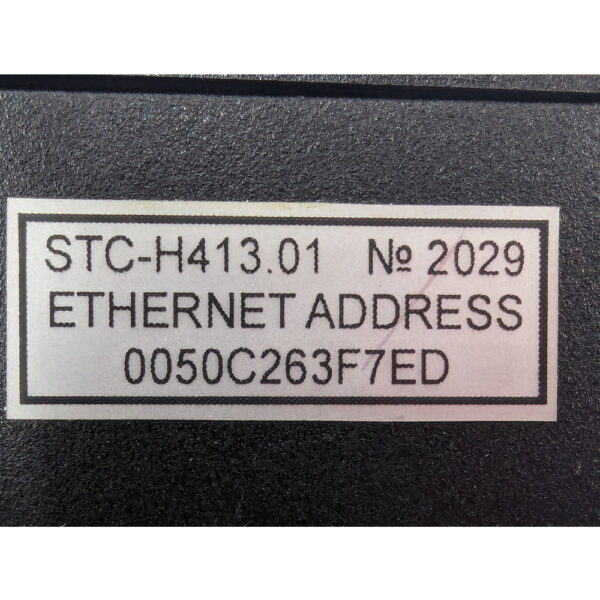 STC-H413.01 № 2029
ETHERNET ADDRESS
0050C263F7ED